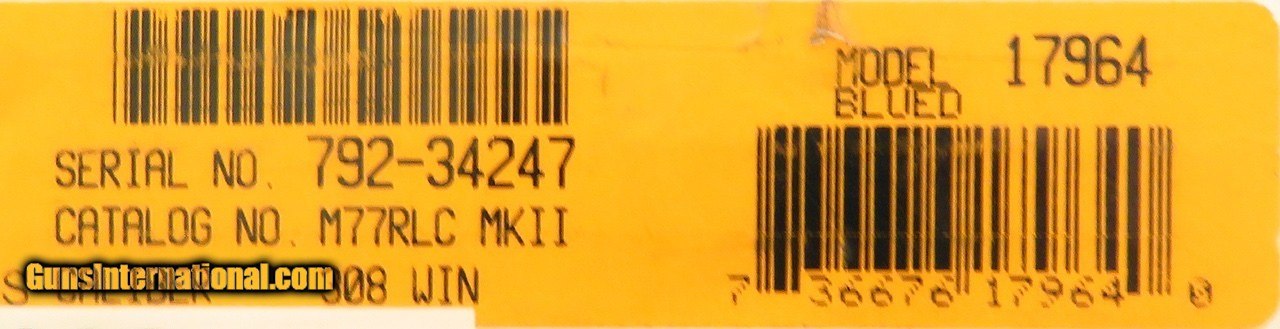 SERIAL NO. 792-34247
CATALOG NO. M77RLC MKII
GunsInternational.com
308 WIN
MODEL 17964
BLUED
7 36676 17964 0